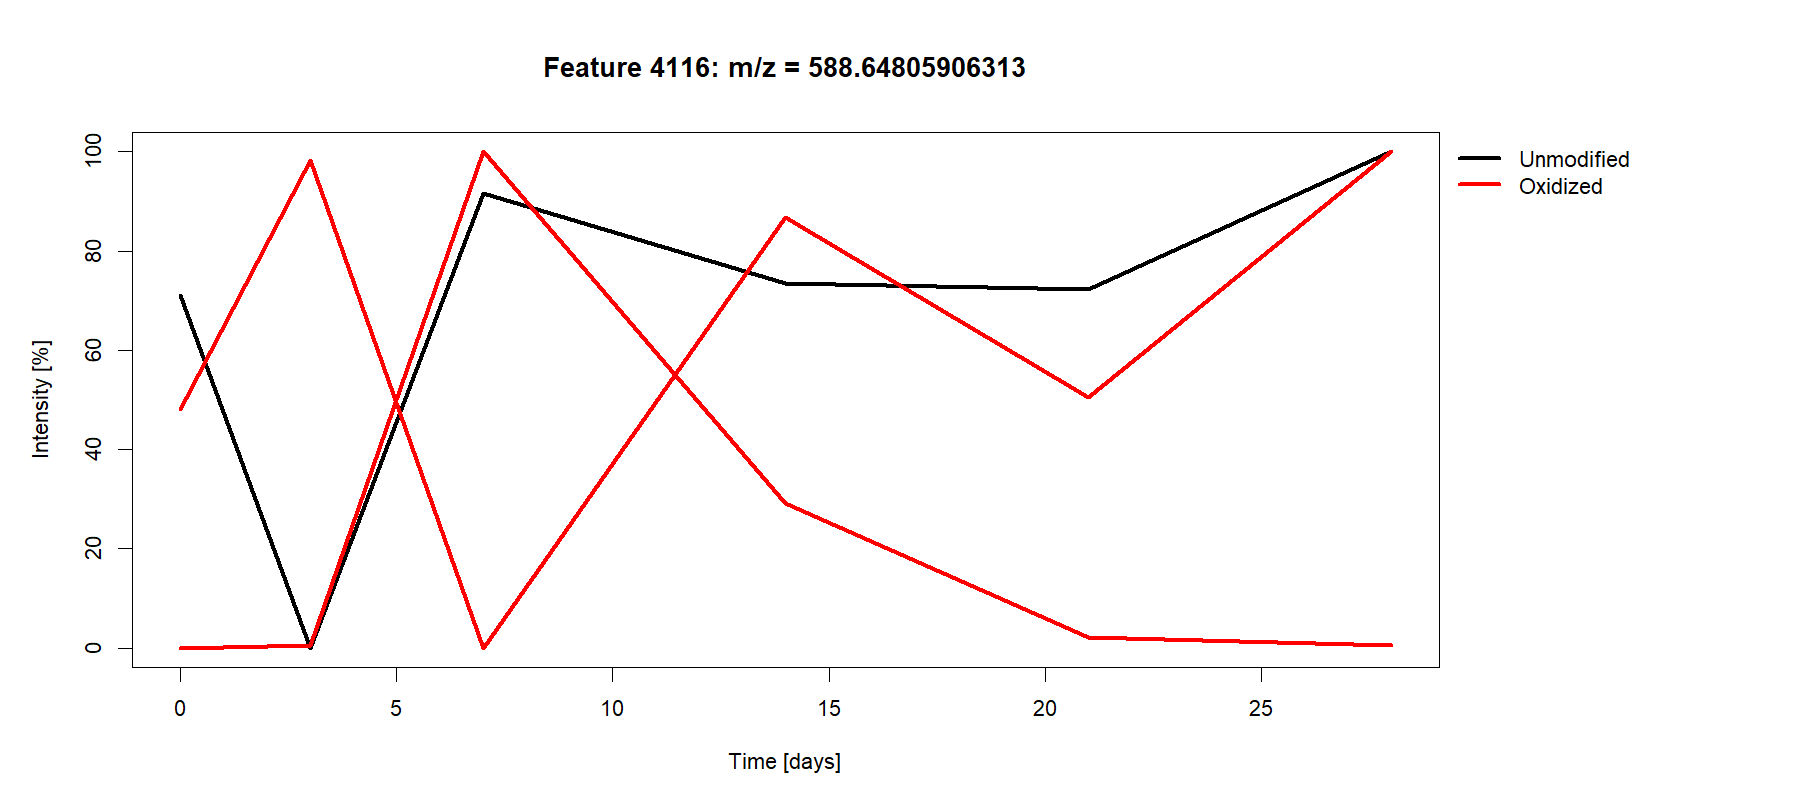 Feature 4116: m/z = 588.64805906313
Unmodified
Oxidized
Intensity [%]
100
80
60
40
20
0
0 5 10 15 20 25
Time [days]